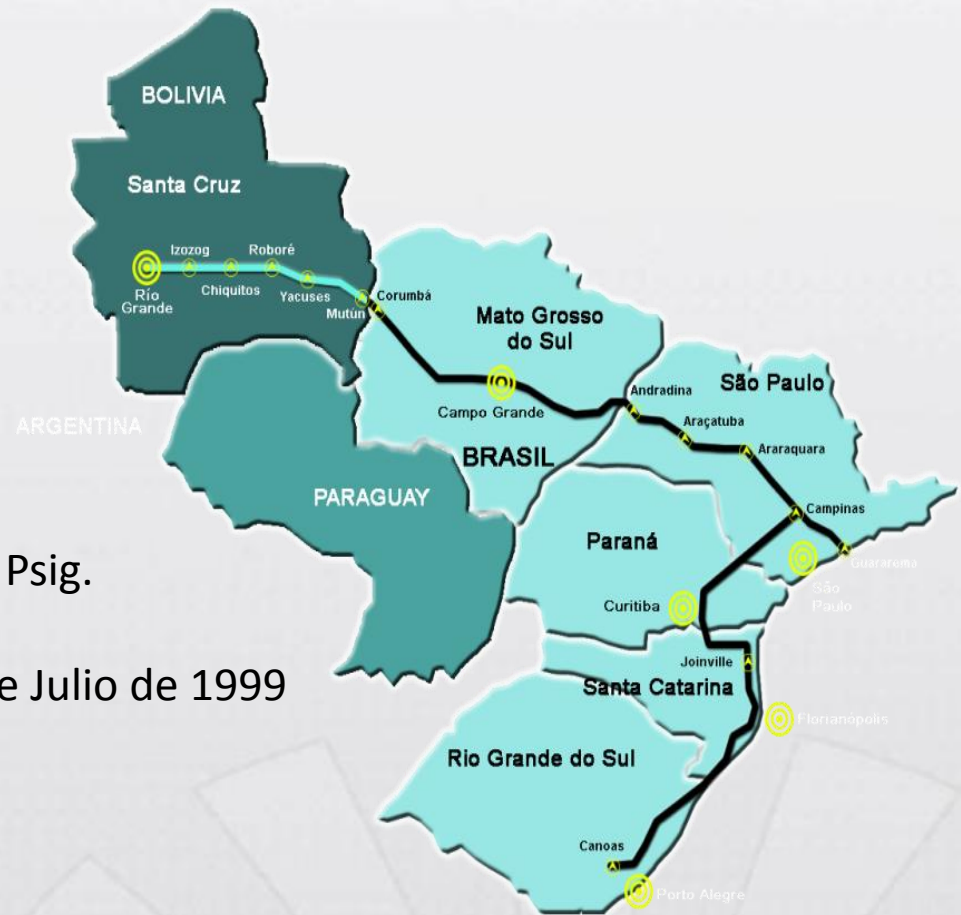 BOLIVIA
Santa Cruz
Izozog
Roboré
Río
Grande
Chiquitos
Yacuses
Mutún
Corumbá
Mato Grosso
do Sul
Campo Grande
BRASIL
Andradina
São Paulo
Araçatuba
Araraquara
Campinas
Guararema
São
Paulo
ARGENTINA
PARAGUAY
Paraná
Curitiba
Psig.
e Julio de 1999
Joinville
Santa Catarina
Florianópolis
Rio Grande do Sul
Canoas
Porto Alegre